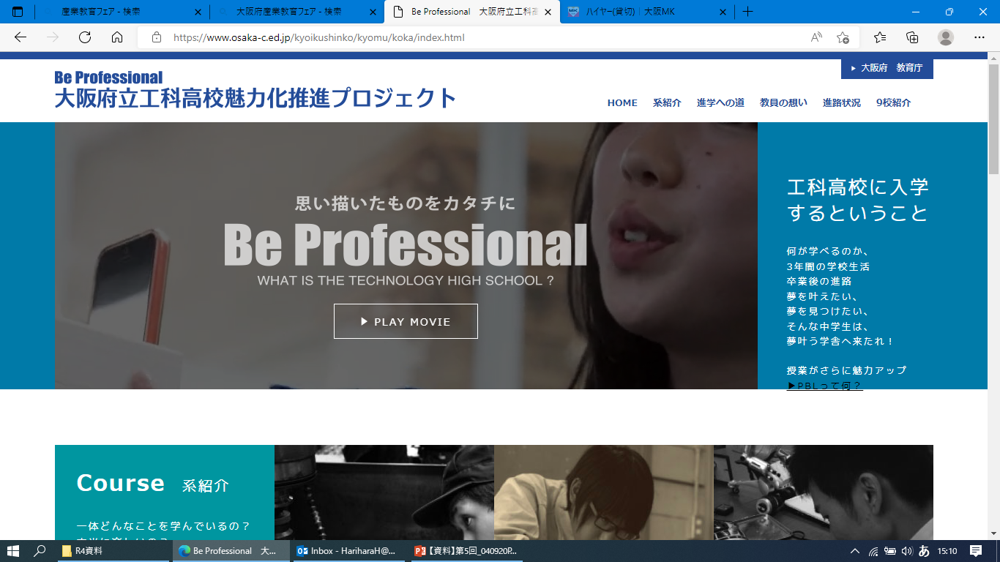 産業教育フェア - 検索
大阪府産業教育フェア - 検索
Be Professional 大阪府立工科高
ハイヤー(貸切)｜大阪MK
https://www.osaka-c.ed.jp/kyoikushinko/kyomu/koka/index.html
大阪府 教育庁
Be Professional
大阪府立工科高校魅力化推進プロジェクト
HOME 系紹介 進学への道 教員の想い 進路状況 9校紹介
思い描いたものをカタチに
Be Professional
WHAT IS THE TECHNOLOGY HIGH SCHOOL ?
PLAY MOVIE
工科高校に入学
するということ
何が学べるのか、
3年間の学校生活
卒業後の進路
夢を叶えたい、
夢を見つけたい、
そんな中学生は、
夢叶う学舎へ来たれ！
授業がさらに魅力アップ
▶PBLって何？
Course 系紹介
一体どんなことを学んでいるの？
R4資料
Be Professional 大...
Inbox - HariharaH@...
【資料】第5回_040920P...
あ
15:10